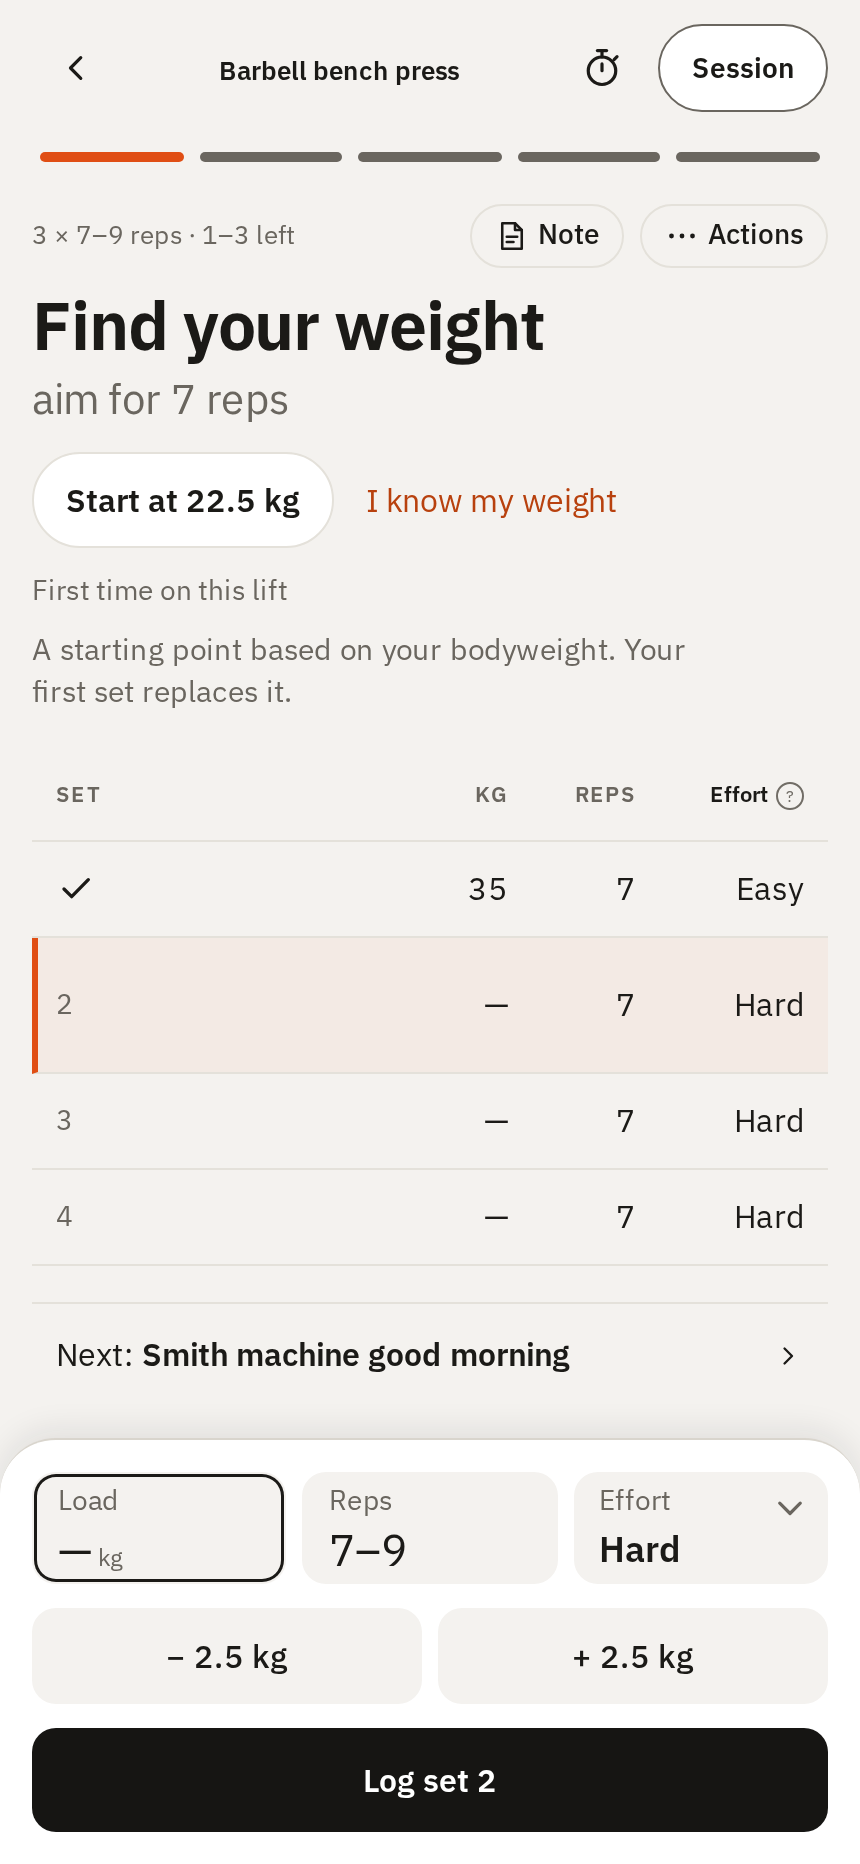 Barbell bench press
Session
3 × 7–9 reps · 1–3 left
Note
Actions
Find your weight
aim for 7 reps
Start at 22.5 kg
I know my weight
First time on this lift
A starting point based on your bodyweight. Your
first set replaces it.
SET KG REPS Effort ?
35 7 Easy
2 — 7 Hard
3 — 7 Hard
4 — 7 Hard
Next: Smith machine good morning
Load Reps Effort
— kg 7–9 Hard
− 2.5 kg + 2.5 kg
Log set 2